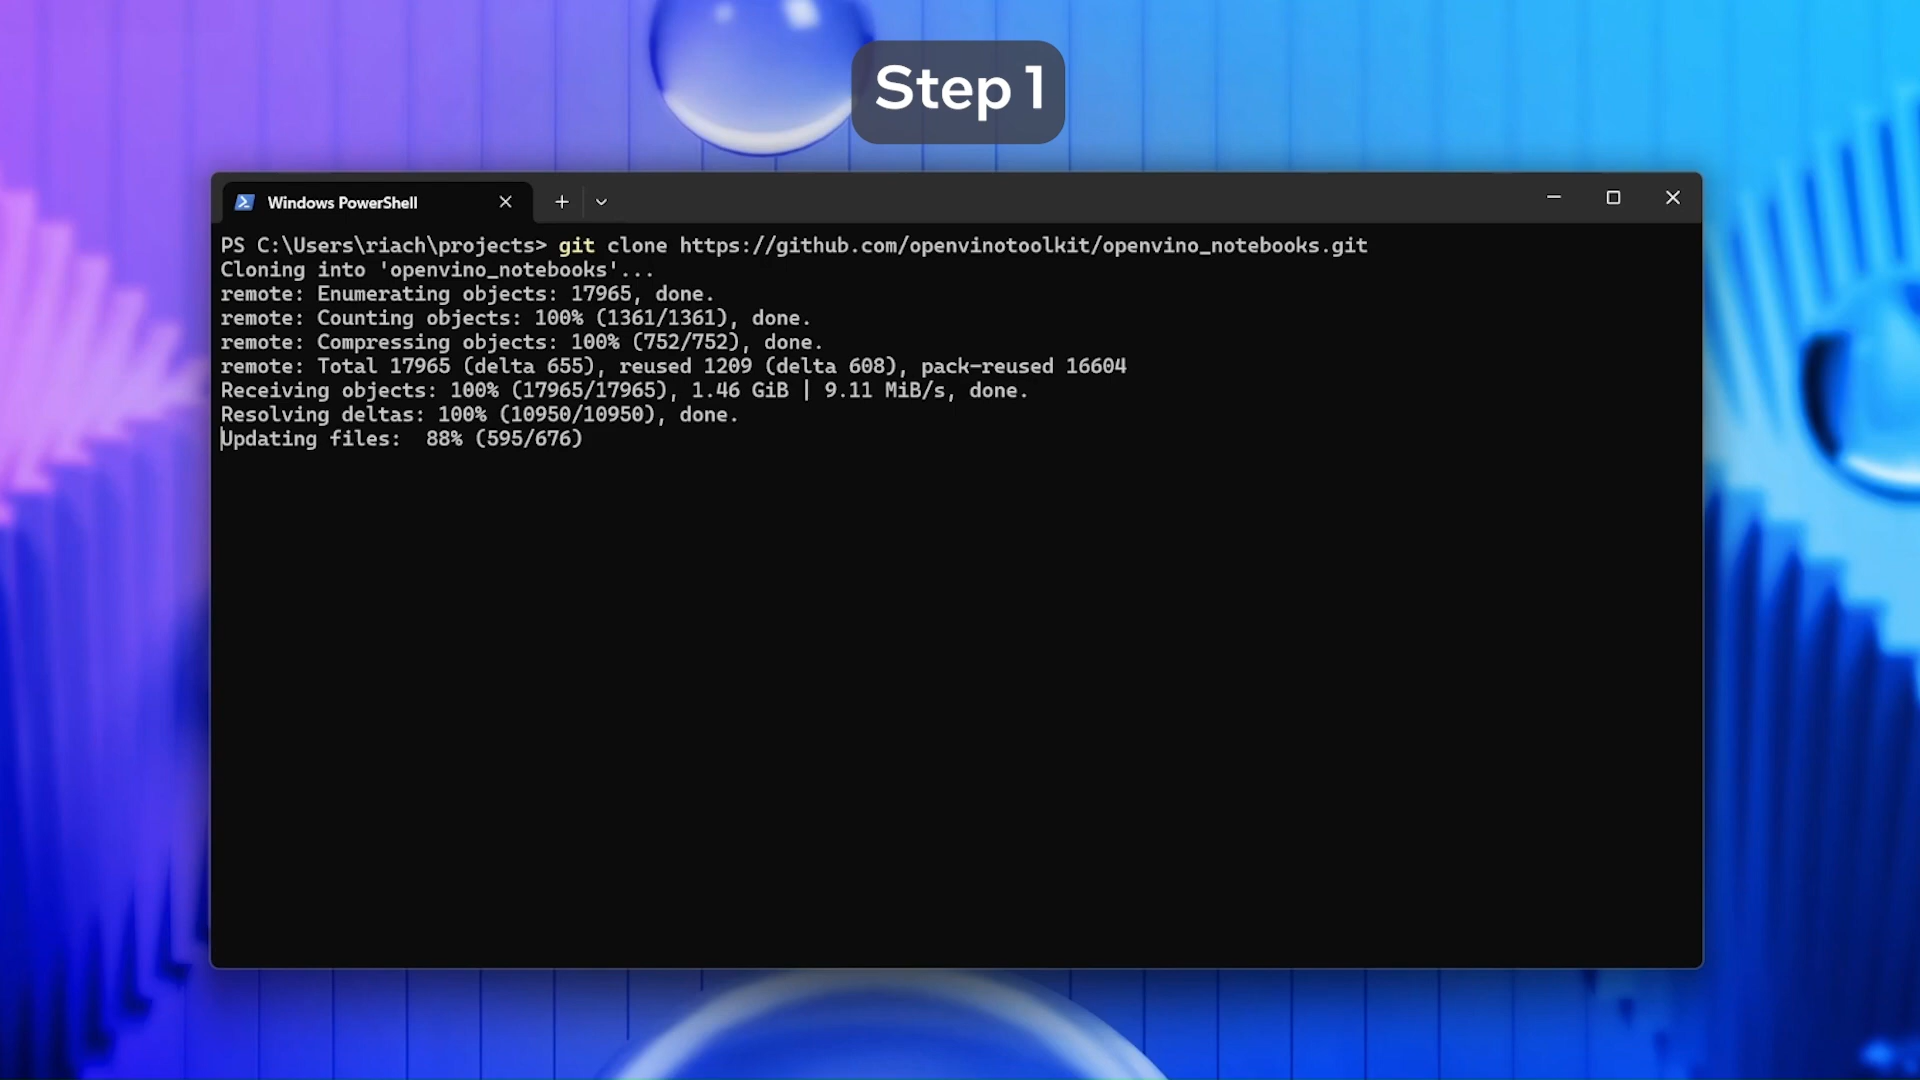 Step 1
Windows PowerShell
PS C:\Users\riach\projects> git clone https://github.com/openvinotoolkit/openvino_notebooks.git
Cloning into 'openvino_notebooks'...
remote: Enumerating objects: 17965, done.
remote: Counting objects: 100% (1361/1361), done.
remote: Compressing objects: 100% (752/752), done.
remote: Total 17965 (delta 655), reused 1209 (delta 608), pack-reused 16604
Receiving objects: 100% (17965/17965), 1.46 GiB | 9.11 MiB/s, done.
Resolving deltas: 100% (10950/10950), done.
Updating files:  88% (595/676)